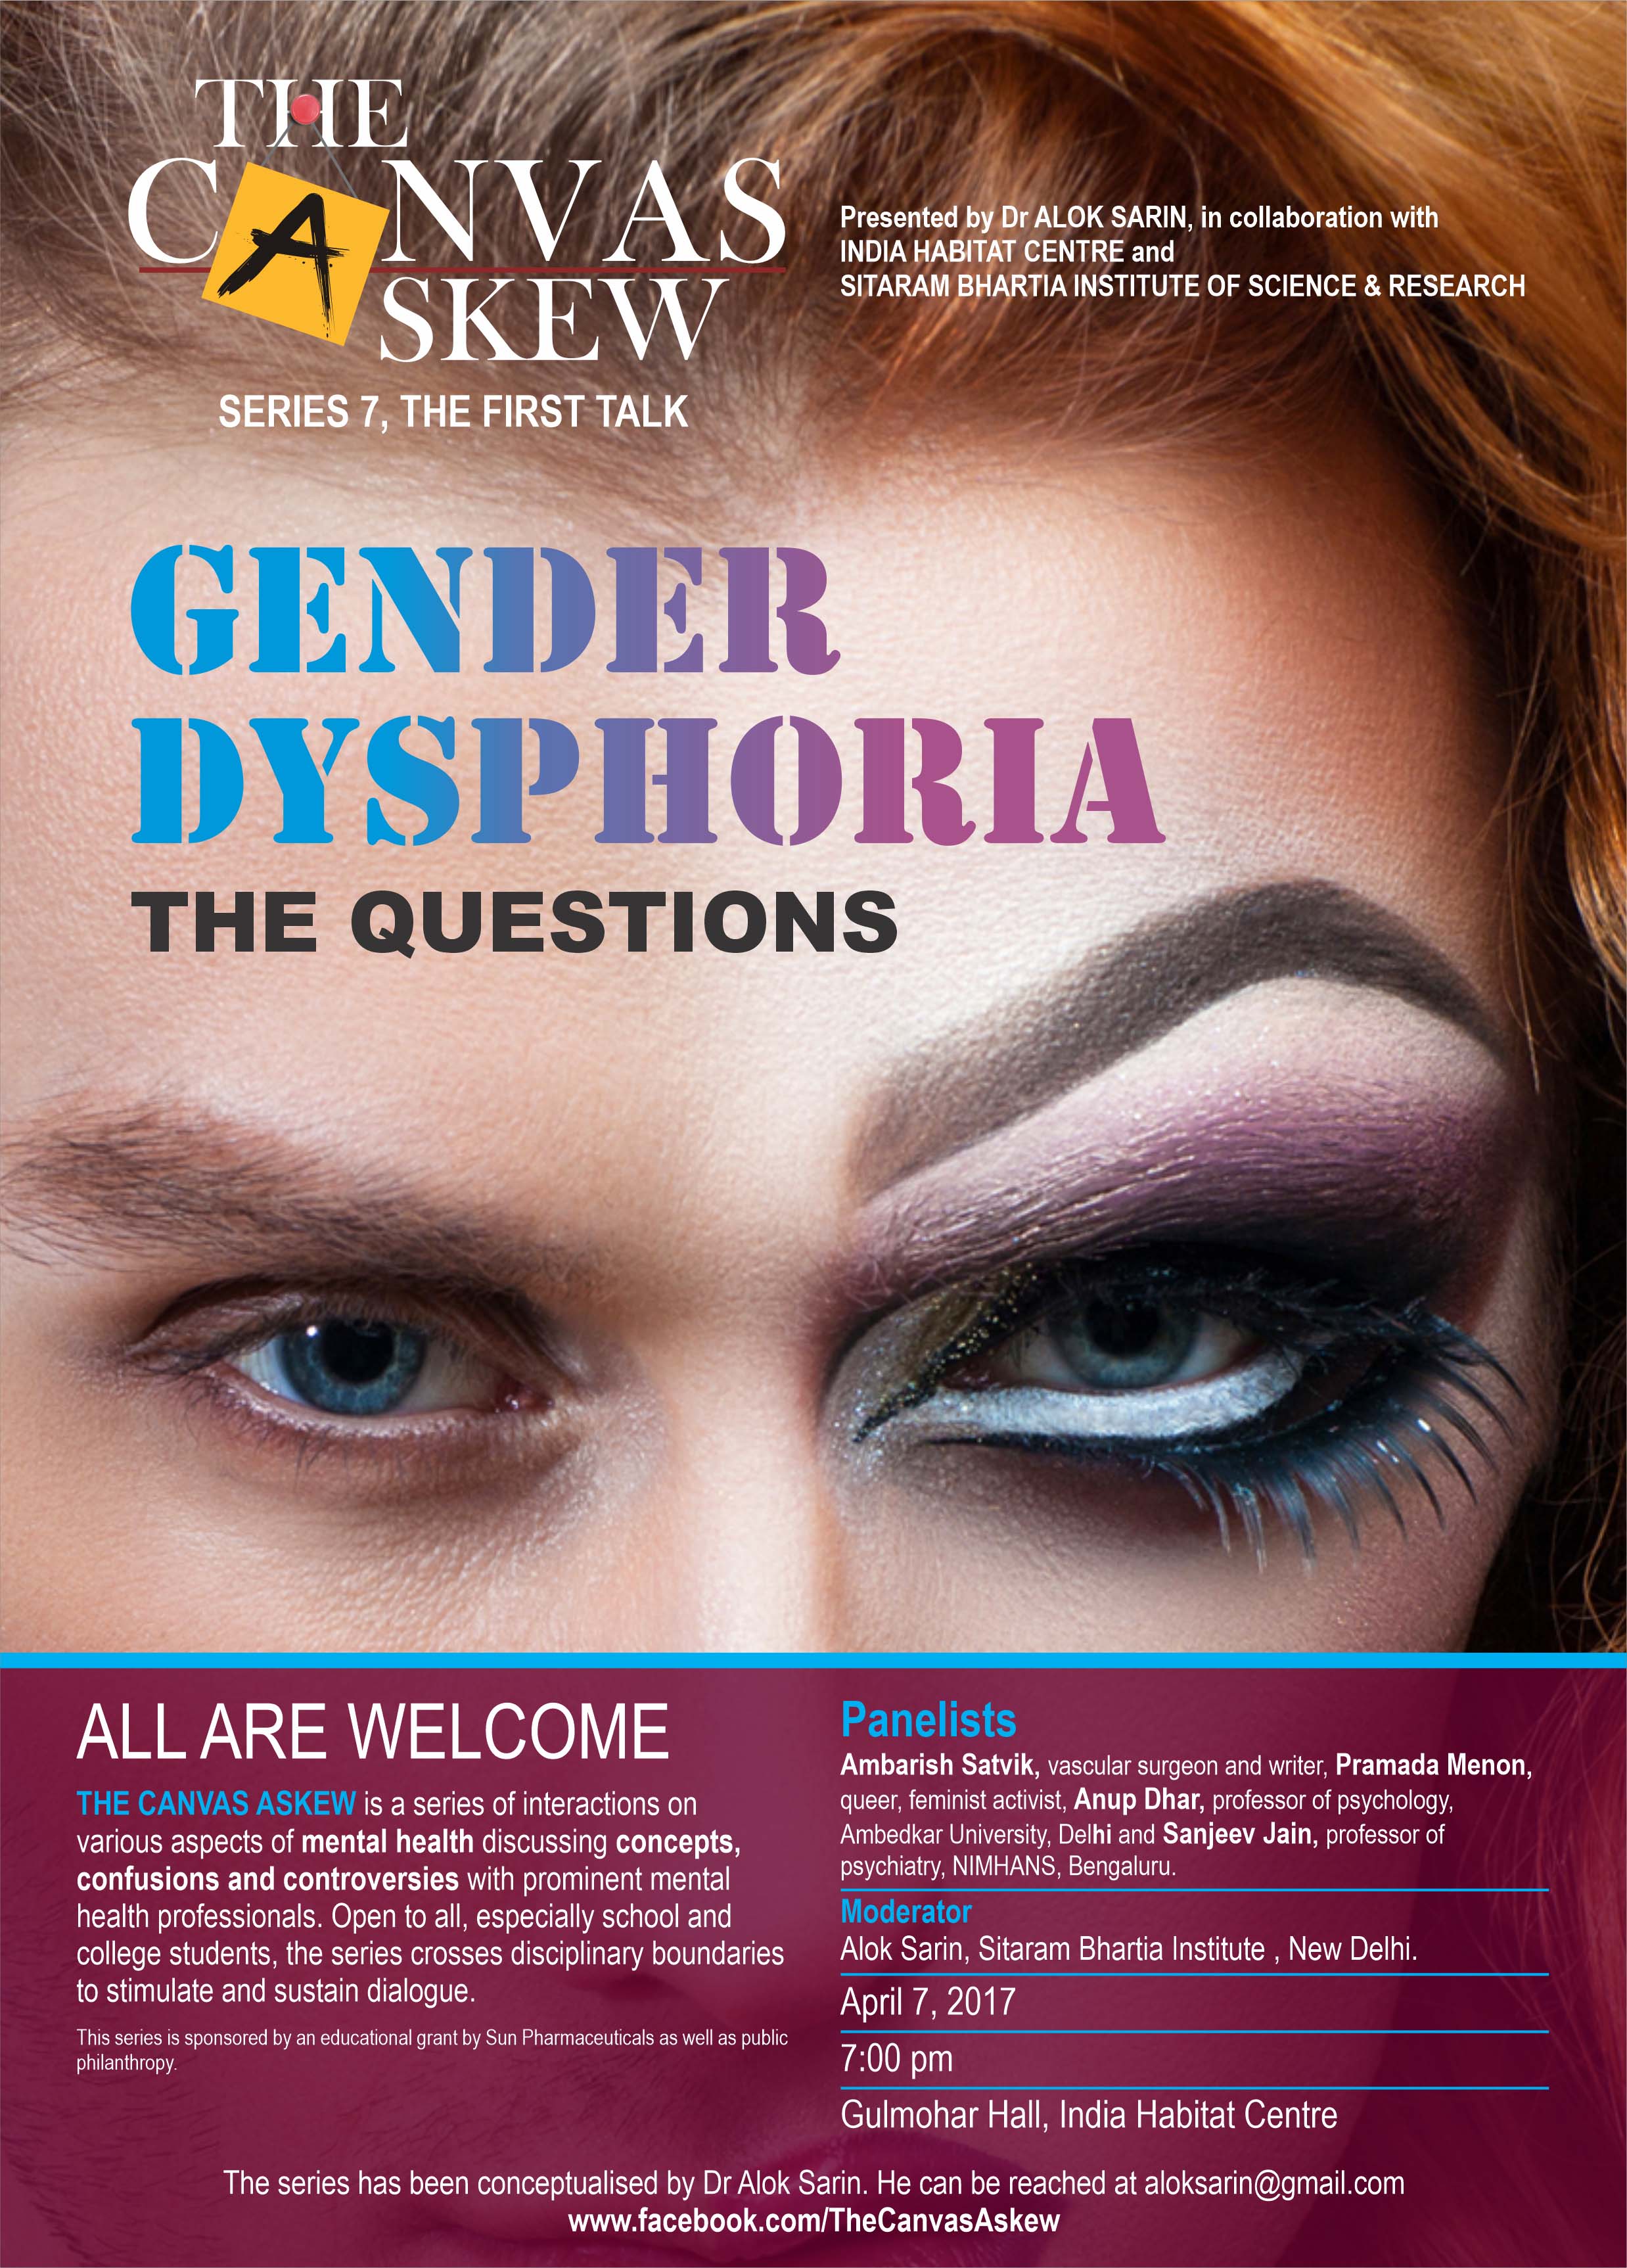 THE
CANVAS
ASKEW
SERIES 7, THE FIRST TALK
Presented by Dr ALOK SARIN, in collaboration with
INDIA HABITAT CENTRE and
SITARAM BHARTIA INSTITUTE OF SCIENCE & RESEARCH
GENDER
DYSPHORIA
THE QUESTIONS
ALL ARE WELCOME
THE CANVAS ASKEW is a series of interactions on
various aspects of mental health discussing concepts,
confusions and controversies with prominent mental
health professionals. Open to all, especially school and
college students, the series crosses disciplinary boundaries
to stimulate and sustain dialogue.
This series is sponsored by an educational grant by Sun Pharmaceuticals as well as public
philanthropy.
Panelists
Ambarish Satvik, vascular surgeon and writer, Pramada Menon,
queer, feminist activist, Anup Dhar, professor of psychology,
Ambedkar University, Delhi and Sanjeev Jain, professor of
psychiatry, NIMHANS, Bengaluru.
Moderator
Alok Sarin, Sitaram Bhartia Institute , New Delhi.
April 7, 2017
7:00 pm
Gulmohar Hall, India Habitat Centre
The series has been conceptualised by Dr Alok Sarin. He can be reached at aloksarin@gmail.com
www.facebook.com/TheCanvasAskew